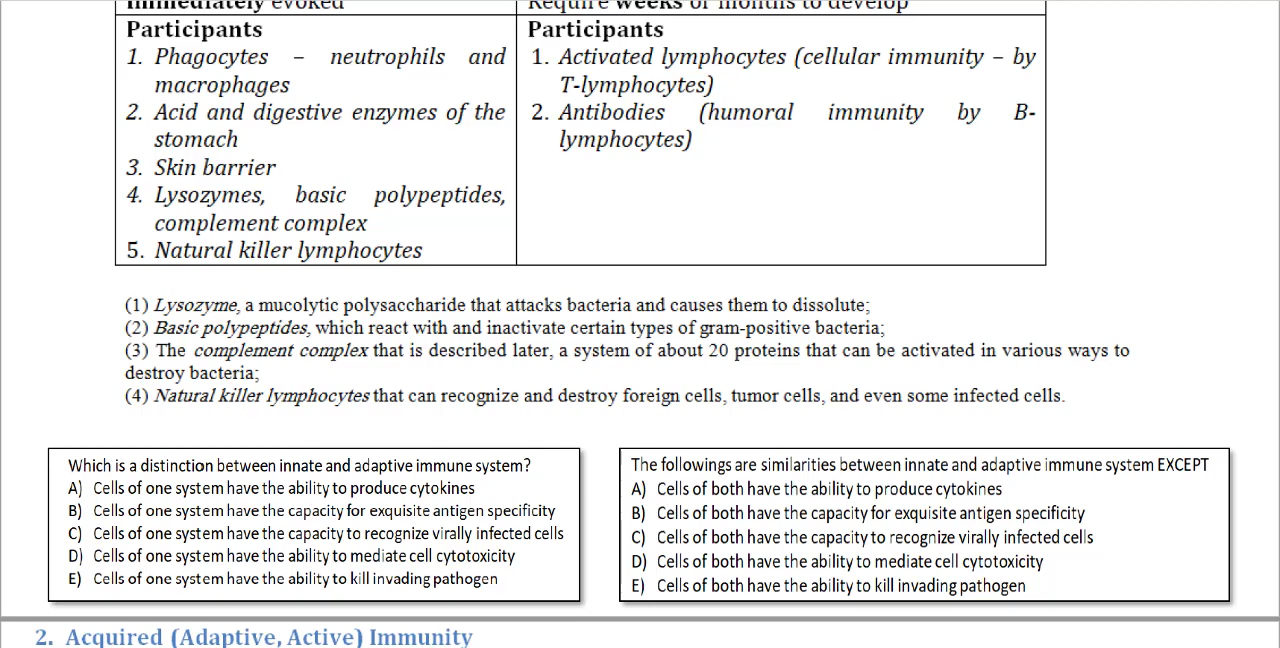 Immediately evoked
Require weeks or months to develop
Participants
1. Phagocytes – neutrophils and
macrophages
2. Acid and digestive enzymes of the
stomach
3. Skin barrier
4. Lysozymes, basic polypeptides,
complement complex
5. Natural killer lymphocytes
Participants
1. Activated lymphocytes (cellular immunity – by
T-lymphocytes)
2. Antibodies (humoral immunity by B-
lymphocytes)
(1) Lysozyme, a mucolytic polysaccharide that attacks bacteria and causes them to dissolute;
(2) Basic polypeptides, which react with and inactivate certain types of gram-positive bacteria;
(3) The complement complex that is described later, a system of about 20 proteins that can be activated in various ways to
destroy bacteria;
(4) Natural killer lymphocytes that can recognize and destroy foreign cells, tumor cells, and even some infected cells.
Which is a distinction between innate and adaptive immune system?
A) Cells of one system have the ability to produce cytokines
B) Cells of one system have the capacity for exquisite antigen specificity
C) Cells of one system have the capacity to recognize virally infected cells
D) Cells of one system have the ability to mediate cell cytotoxicity
E) Cells of one system have the ability to kill invading pathogen
The followings are similarities between innate and adaptive immune system EXCEPT
A) Cells of both have the ability to produce cytokines
B) Cells of both have the capacity for exquisite antigen specificity
C) Cells of both have the capacity to recognize virally infected cells
D) Cells of both have the ability to mediate cell cytotoxicity
E) Cells of both have the ability to kill invading pathogen
2. Acquired (Adaptive, Active) Immunity